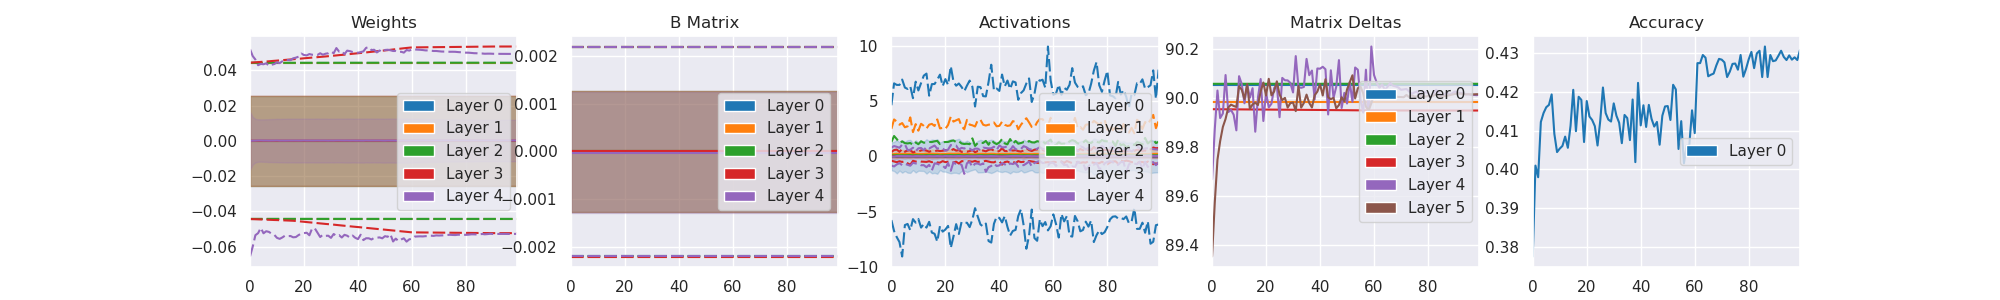 Weights
0.04
0.02
0.00
−0.02
−0.04
−0.06
0 20 40 60 80
Layer 0
Layer 1
Layer 2
Layer 3
Layer 4
B Matrix
0.002
0.001
0.000
−0.001
−0.002
0 20 40 60 80
Layer 0
Layer 1
Layer 2
Layer 3
Layer 4
Activations
10
5
0
−5
−10
0 20 40 60 80
Layer 0
Layer 1
Layer 2
Layer 3
Layer 4
Matrix Deltas
90.2
90.0
89.8
89.6
89.4
0 20 40 60 80
Layer 0
Layer 1
Layer 2
Layer 3
Layer 4
Layer 5
Accuracy
0.43
0.42
0.41
0.40
0.39
0.38
0 20 40 60 80
Layer 0